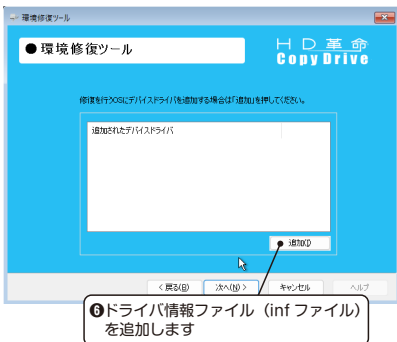 環境修復ツール
●環境修復ツール
HD革命
Copy Drive
修復を行うOSにデバイスドライバを追加する場合は「追加」を押してください。
追加されたデバイスドライバ
追加(I)
< 戻る(B)
次へ(N) >
キャンセル
ヘルプ
❻ドライバ情報ファイル（inf ファイル）
を追加します